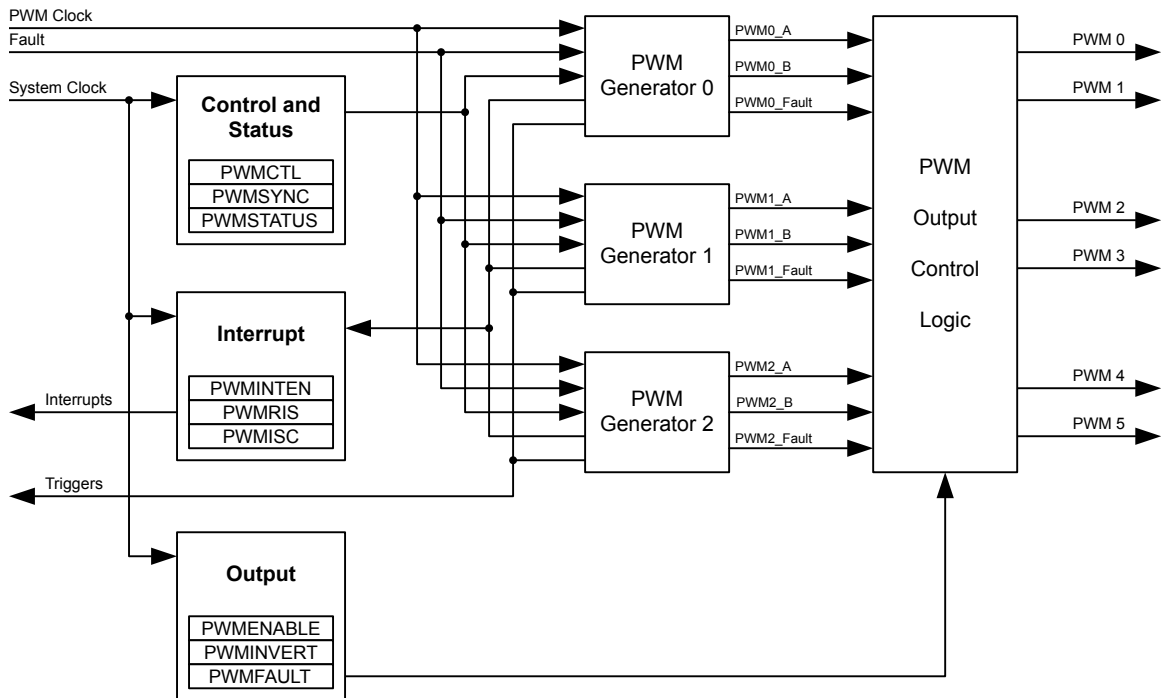 PWM Clock
Fault
System Clock
Control and
Status
PWMCTL
PWMSYNC
PWMSTATUS
Interrupt
PWMINTEN
PWMRIS
PWMISC
Interrupts
Triggers
Output
PWMENABLE
PWMINVERT
PWMFAULT
PWM
Generator 0
PWM0_A
PWM0_B
PWM0_Fault
PWM
Generator 1
PWM1_A
PWM1_B
PWM1_Fault
PWM
Generator 2
PWM2_A
PWM2_B
PWM2_Fault
PWM
Output
Control
Logic
PWM 0
PWM 1
PWM 2
PWM 3
PWM 4
PWM 5